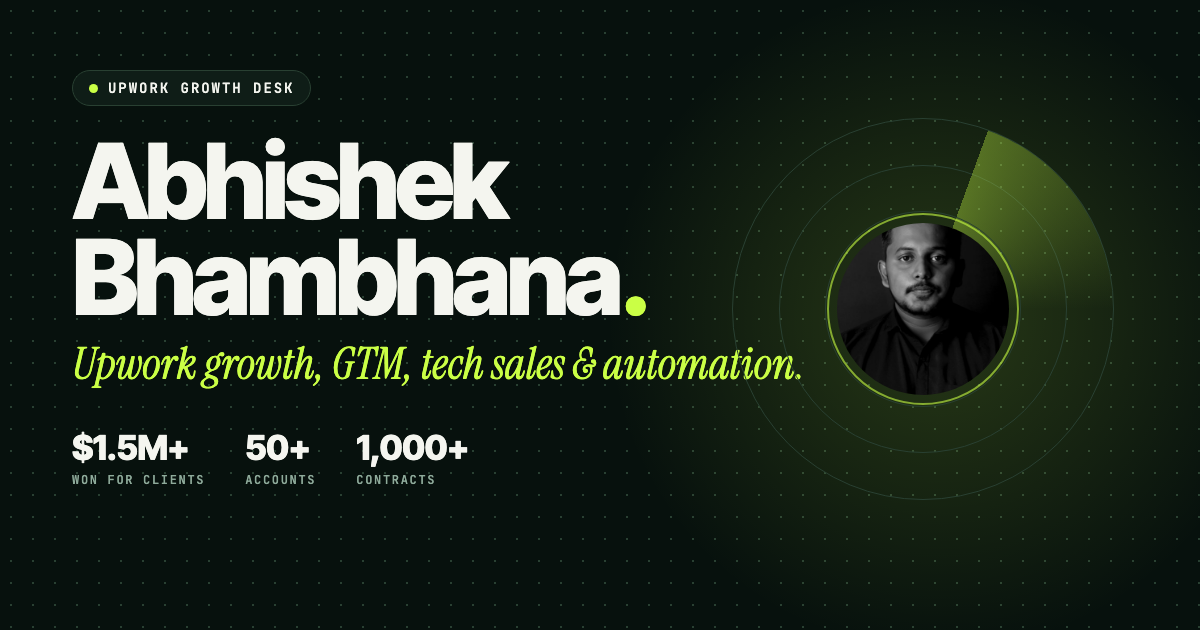 UPWORK GROWTH DESK
Abhishek
Bhambhana.
Upwork growth, GTM, tech sales & automation.
$1.5M+ 50+ 1,000+
WON FOR CLIENTS ACCOUNTS CONTRACTS